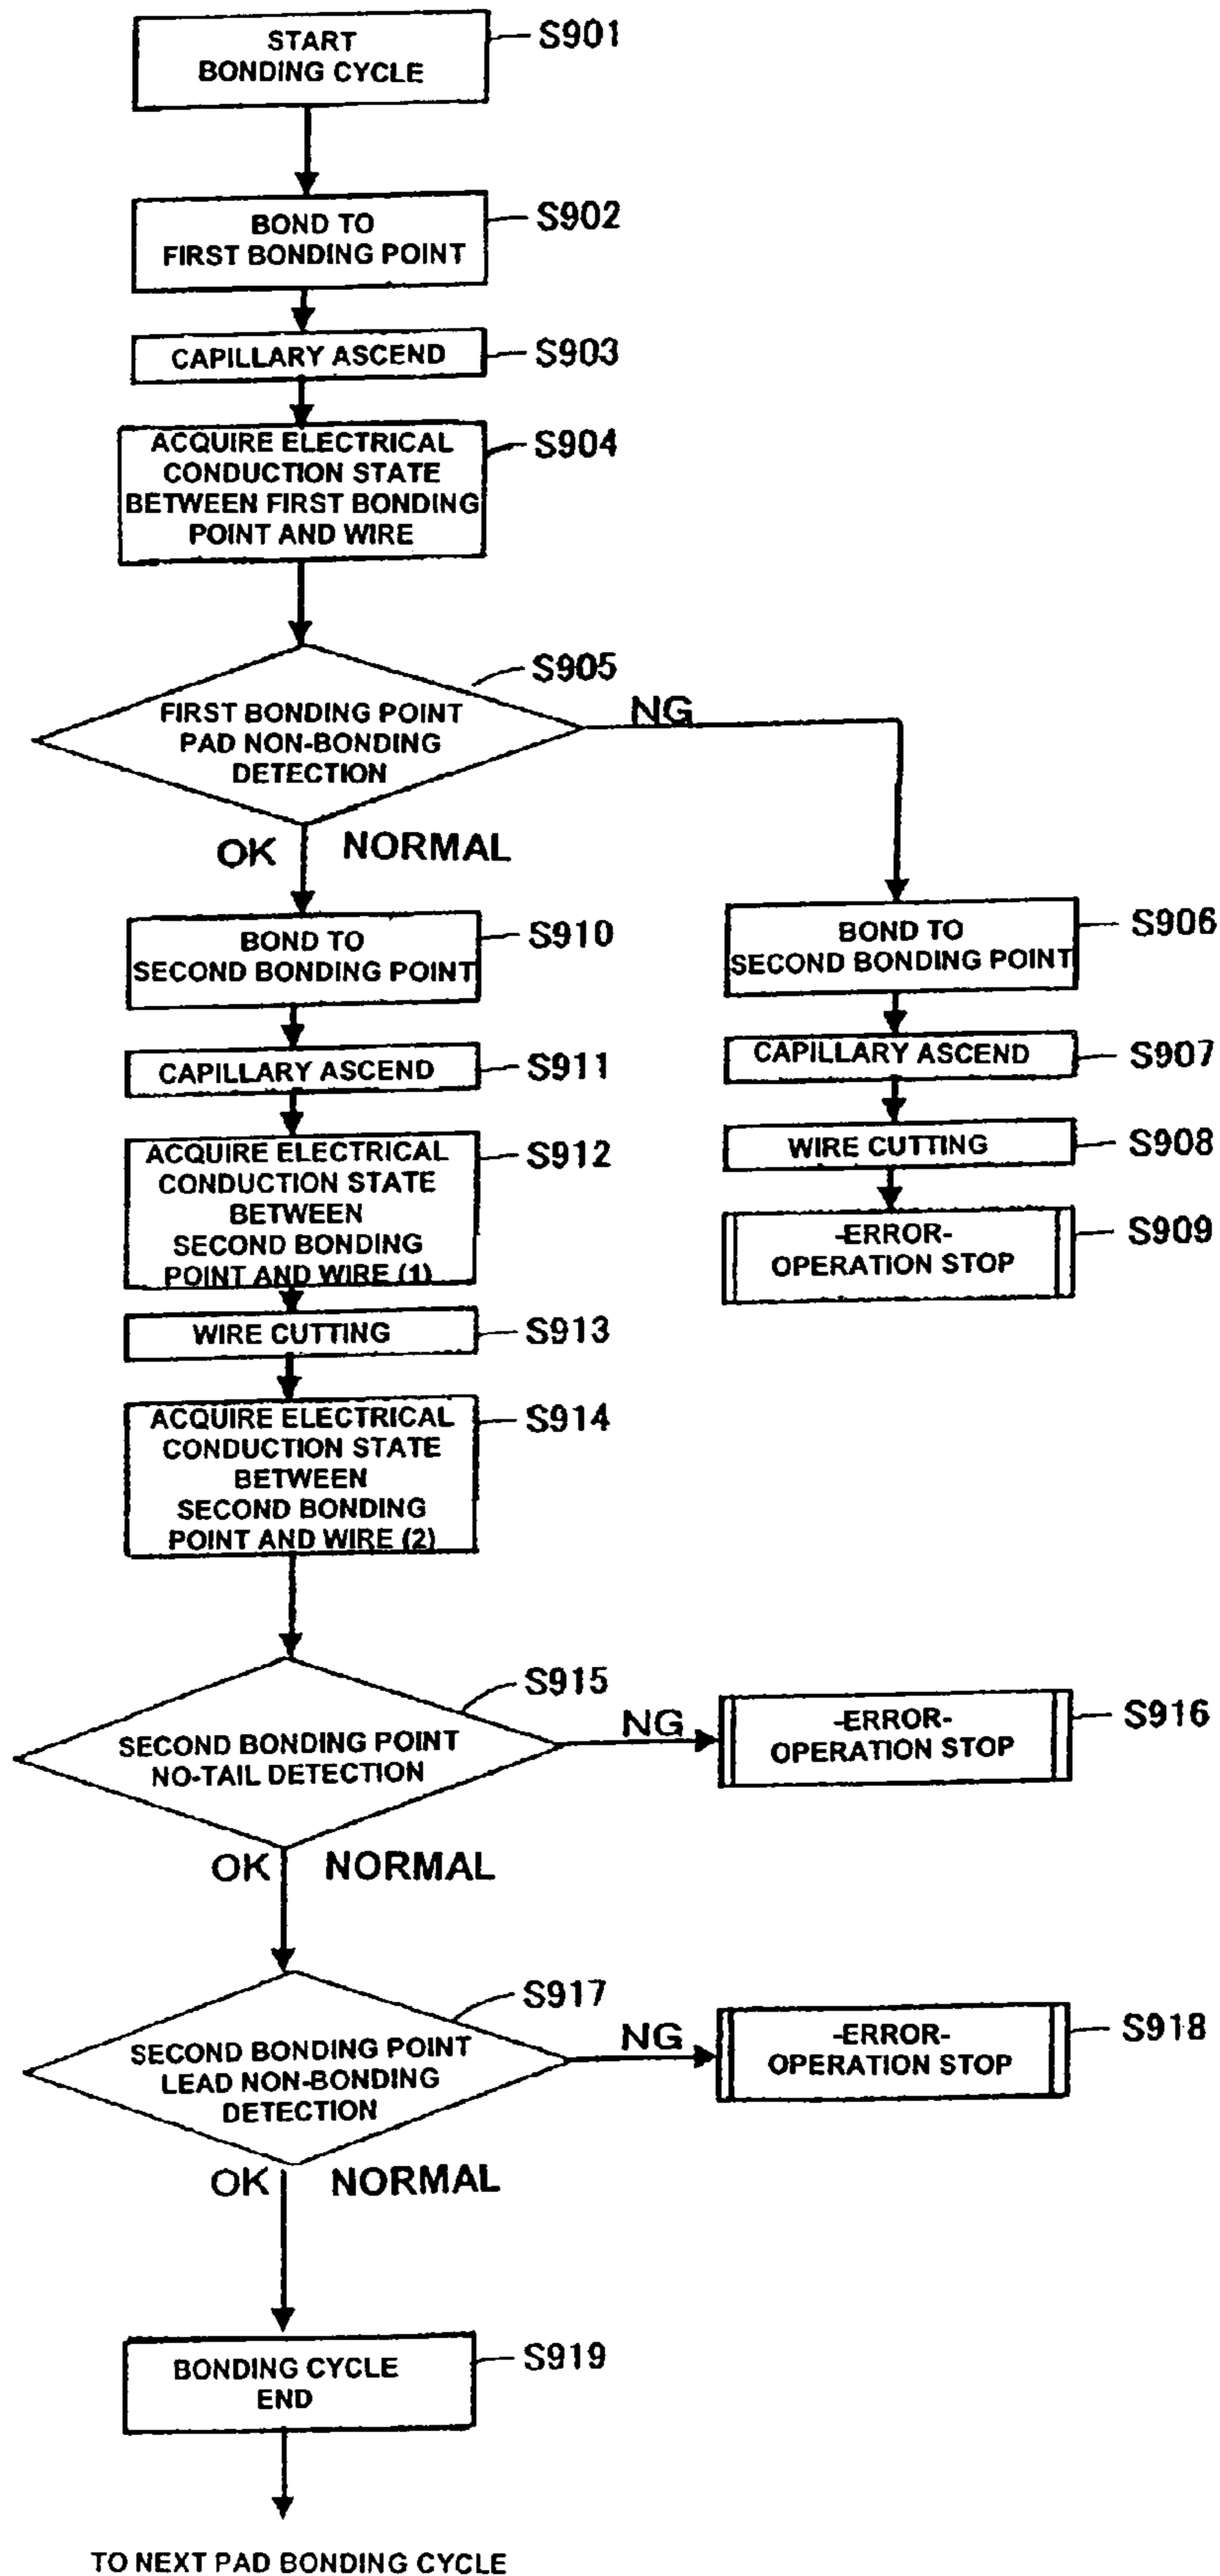 START
BONDING CYCLE
S901
BOND TO
FIRST BONDING POINT
S902
CAPILLARY ASCEND
S903
ACQUIRE ELECTRICAL
CONDUCTION STATE
BETWEEN FIRST BONDING
POINT AND WIRE
S904
FIRST BONDING POINT
PAD NON-BONDING
DETECTION
S905
NG
OK NORMAL
BOND TO
SECOND BONDING POINT
S906
CAPILLARY ASCEND
S907
WIRE CUTTING
S908
-ERROR-
OPERATION STOP
S909
BOND TO
SECOND BONDING POINT
S910
CAPILLARY ASCEND
S911
ACQUIRE ELECTRICAL
CONDUCTION STATE
BETWEEN
SECOND BONDING
POINT AND WIRE (1)
S912
WIRE CUTTING
S913
ACQUIRE ELECTRICAL
CONDUCTION STATE
BETWEEN
SECOND BONDING
POINT AND WIRE (2)
S914
SECOND BONDING POINT
NO-TAIL DETECTION
S915
NG
-ERROR-
OPERATION STOP
S916
OK NORMAL
SECOND BONDING POINT
LEAD NON-BONDING
DETECTION
S917
NG
-ERROR-
OPERATION STOP
S918
OK NORMAL
BONDING CYCLE
END
S919
TO NEXT PAD BONDING CYCLE